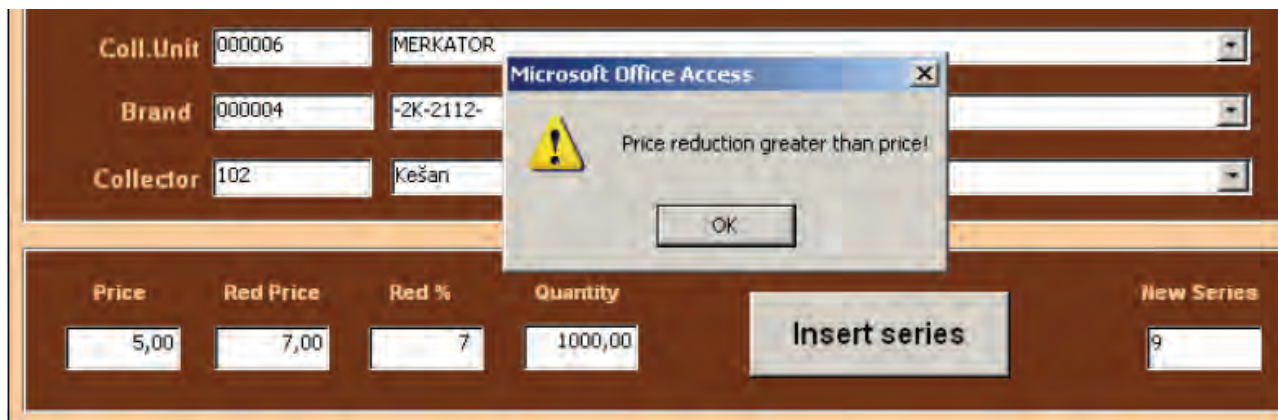 Coll.Unit 000006 MERKATOR
Microsoft Office Access
Brand 000004 -2K-2112-
Price reduction greater than price!
Collector 102 Kešan
OK
Price Red Price Red % Quantity New Series
5,00 7,00 7 1000,00 Insert series 9